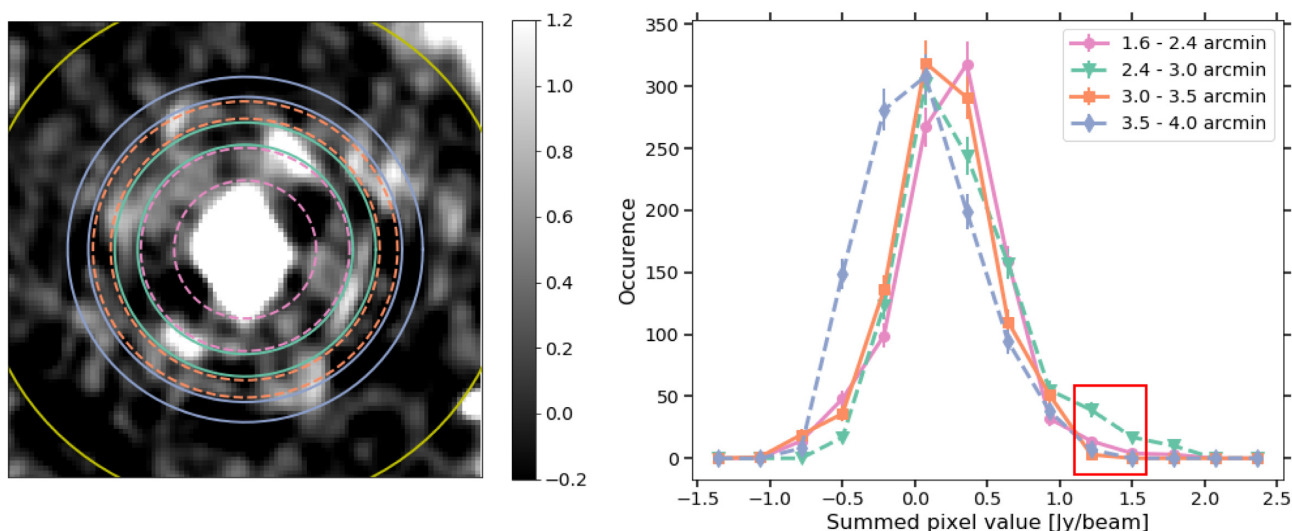 1.2
1.0
0.8
0.6
0.4
0.2
0.0
−0.2
350
300
250
200
150
100
50
0
Occurence
1.6 - 2.4 arcmin
2.4 - 3.0 arcmin
3.0 - 3.5 arcmin
3.5 - 4.0 arcmin
−1.5 −1.0 −0.5 0.0 0.5 1.0 1.5 2.0 2.5
Summed pixel value [Jy/beam]